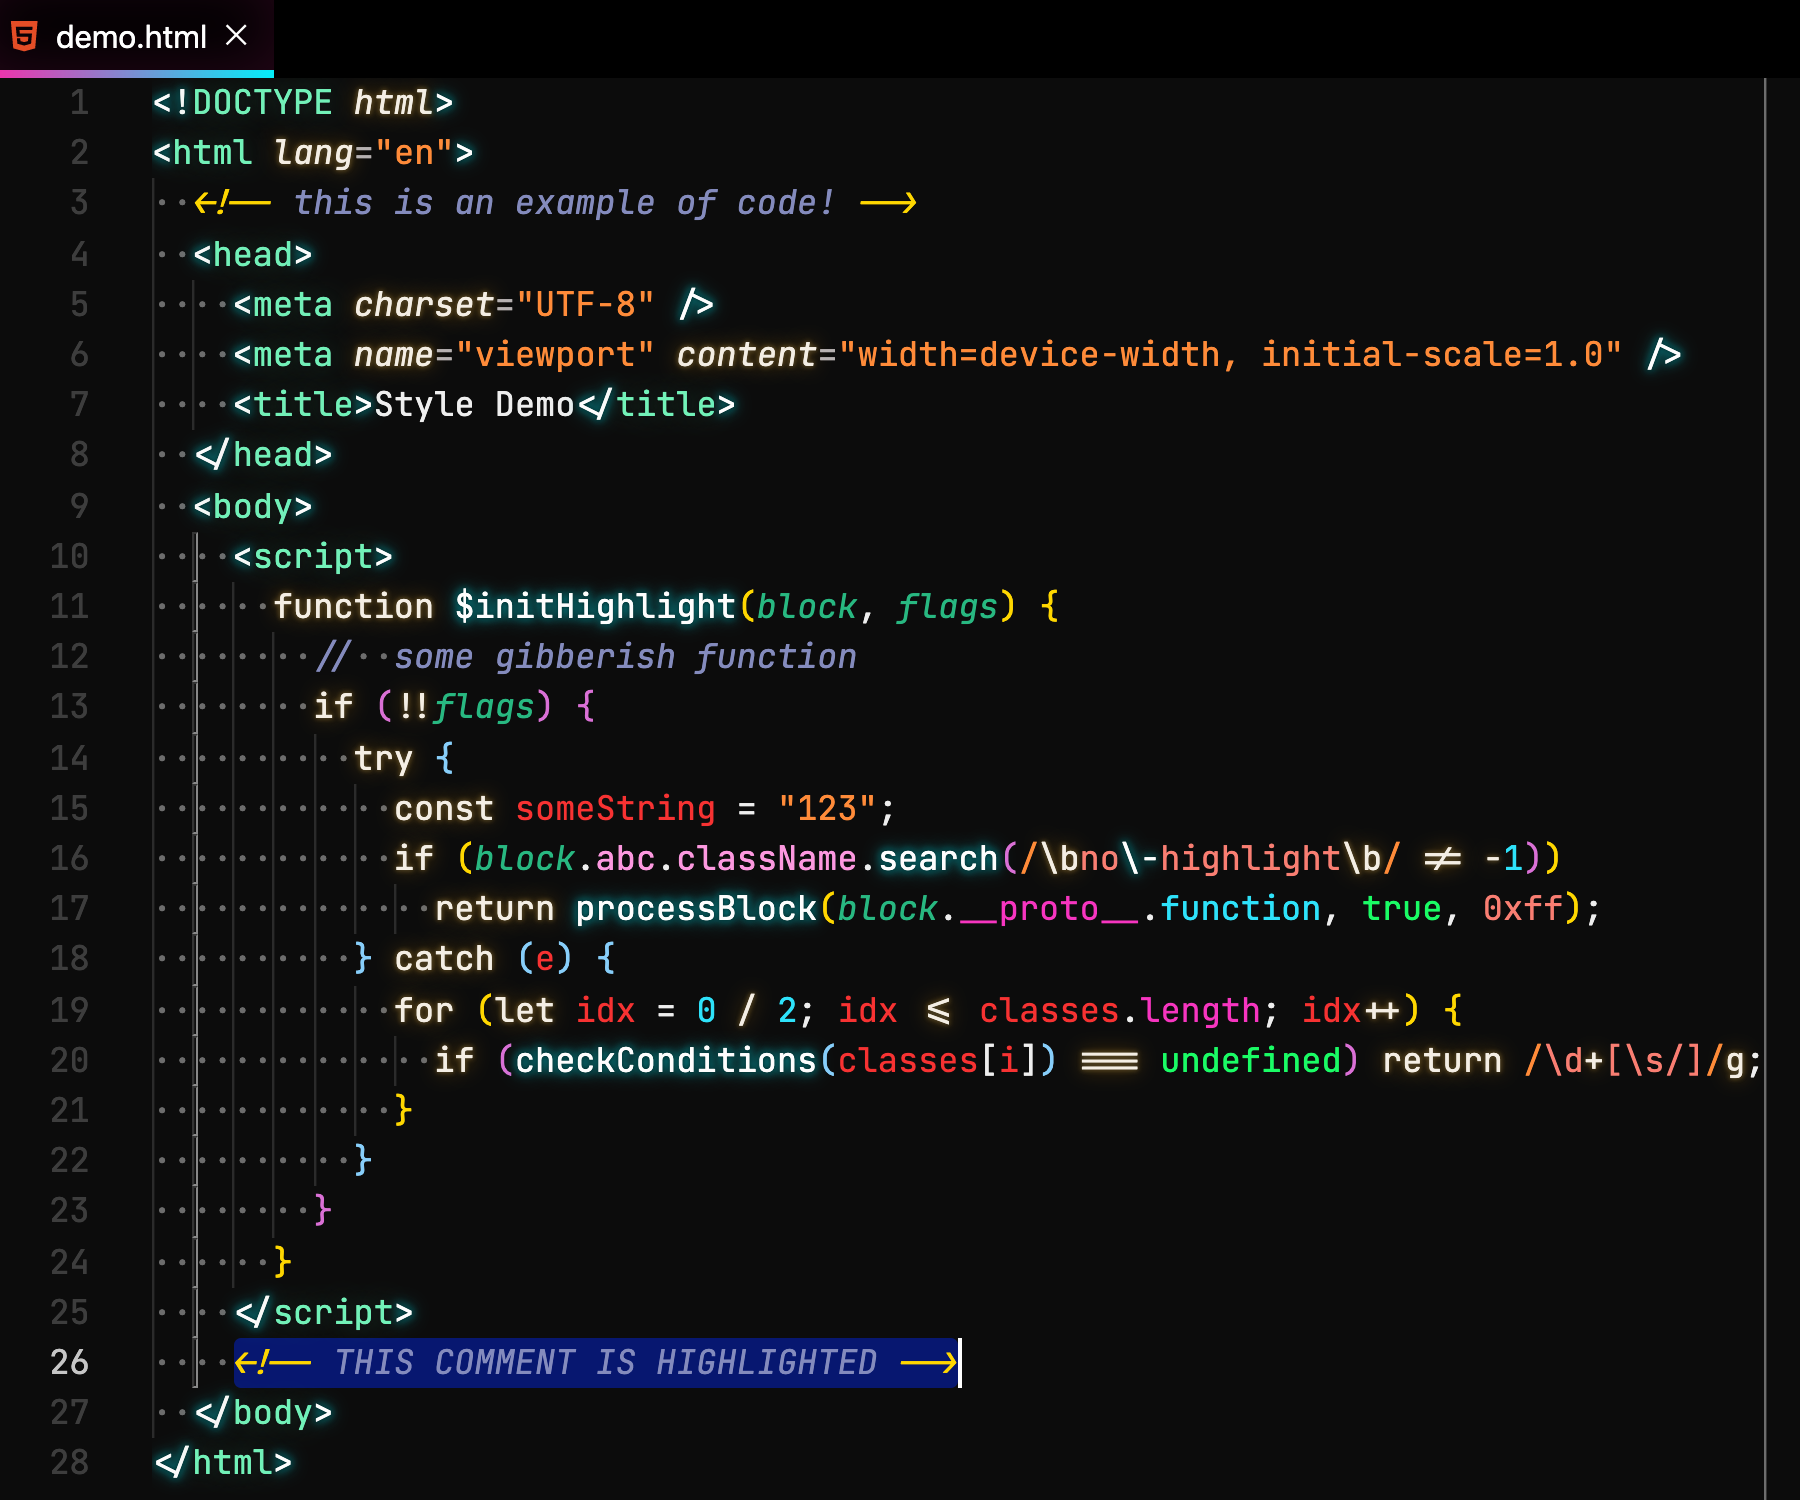 demo.html
1 <!DOCTYPE html>
2 <html lang="en">
3   <!-- this is an example of code! -->
4   <head>
5     <meta charset="UTF-8" />
6     <meta name="viewport" content="width=device-width, initial-scale=1.0" />
7     <title>Style Demo</title>
8   </head>
9   <body>
10     <script>
11       function $initHighlight(block, flags) {
12         //  some gibberish function
13         if (!!flags) {
14           try {
15             const someString = "123";
16             if (block.abc.className.search(/\bno\-highlight\b/ != -1))
17               return processBlock(block.__proto__.function, true, 0xff);
18           } catch (e) {
19             for (let idx = 0 / 2; idx <= classes.length; idx++) {
20               if (checkConditions(classes[i]) === undefined) return /\d+[\s/]/g;
21             }
22           }
23         }
24       }
25     </script>
26     <!-- THIS COMMENT IS HIGHLIGHTED -->
27   </body>
28 </html>